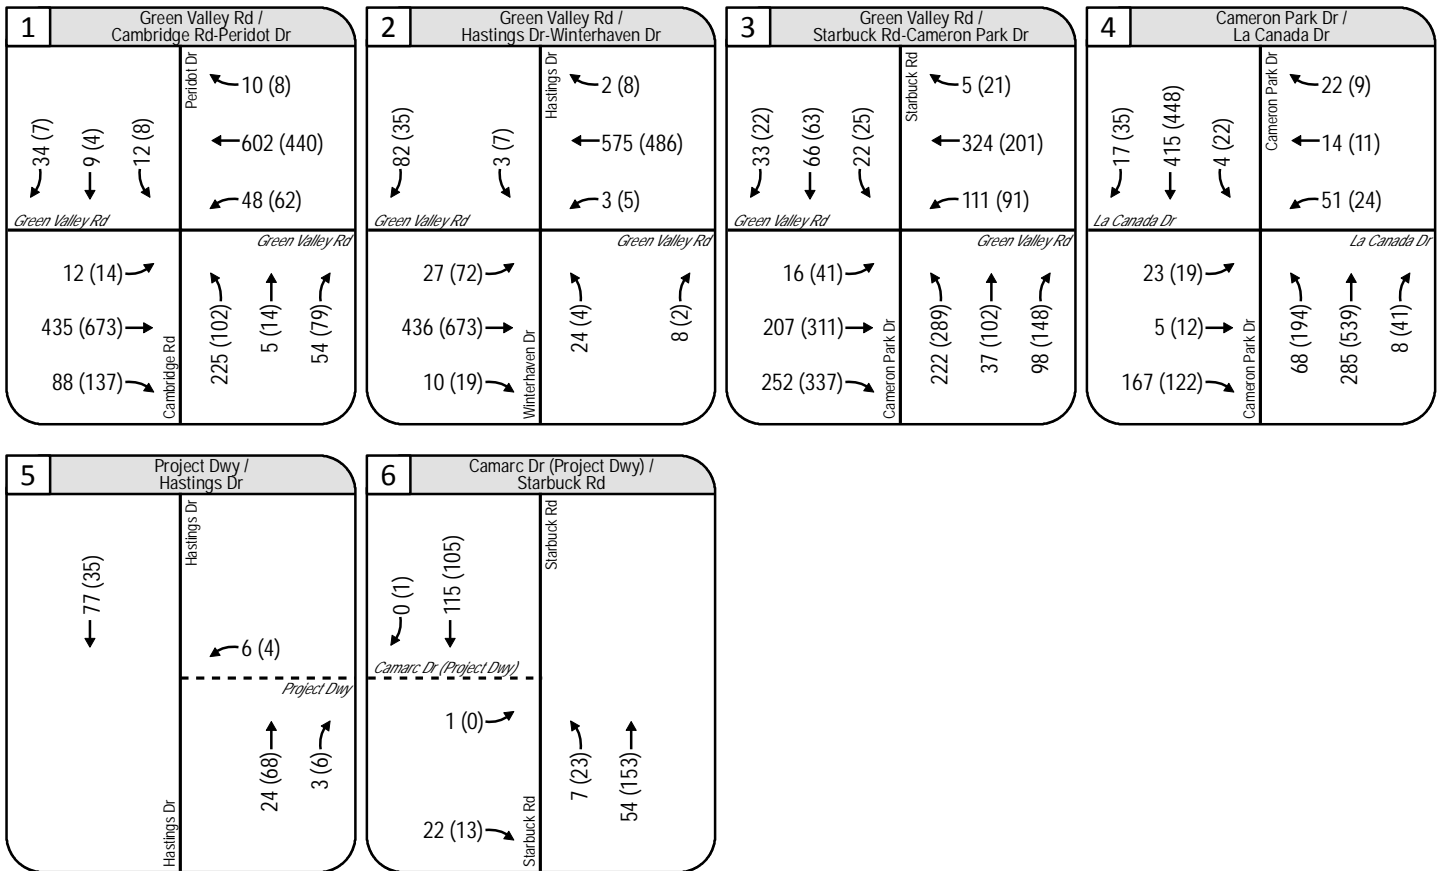 1
Green Valley Rd /
Cambridge Rd-Peridot Dr
Peridot Dr
34 (7)
9 (4)
12 (8)
10 (8)
602 (440)
48 (62)
Green Valley Rd
Green Valley Rd
12 (14)
435 (673)
88 (137)
Cambridge Rd
225 (102)
5 (14)
54 (79)
2
Green Valley Rd /
Hastings Dr-Winterhaven Dr
Hastings Dr
82 (35)
3 (7)
2 (8)
575 (486)
3 (5)
Green Valley Rd
Green Valley Rd
27 (72)
436 (673)
10 (19)
Winterhaven Dr
24 (4)
8 (2)
3
Green Valley Rd /
Starbuck Rd-Cameron Park Dr
Starbuck Rd
33 (22)
66 (63)
22 (25)
5 (21)
324 (201)
111 (91)
Green Valley Rd
Green Valley Rd
16 (41)
207 (311)
252 (337)
Cameron Park Dr
222 (289)
37 (102)
98 (148)
4
Cameron Park Dr /
La Canada Dr
Cameron Park Dr
17 (35)
415 (448)
4 (22)
22 (9)
14 (11)
51 (24)
La Canada Dr
La Canada Dr
23 (19)
5 (12)
167 (122)
Cameron Park Dr
68 (194)
285 (539)
8 (41)
5
Project Dwy /
Hastings Dr
Hastings Dr
77 (35)
6 (4)
Project Dwy
Hastings Dr
24 (68)
3 (6)
6
Camarc Dr (Project Dwy) /
Starbuck Rd
Starbuck Rd
0 (1)
115 (105)
Camarc Dr (Project Dwy)
1 (0)
22 (13)
Starbuck Rd
7 (23)
54 (153)